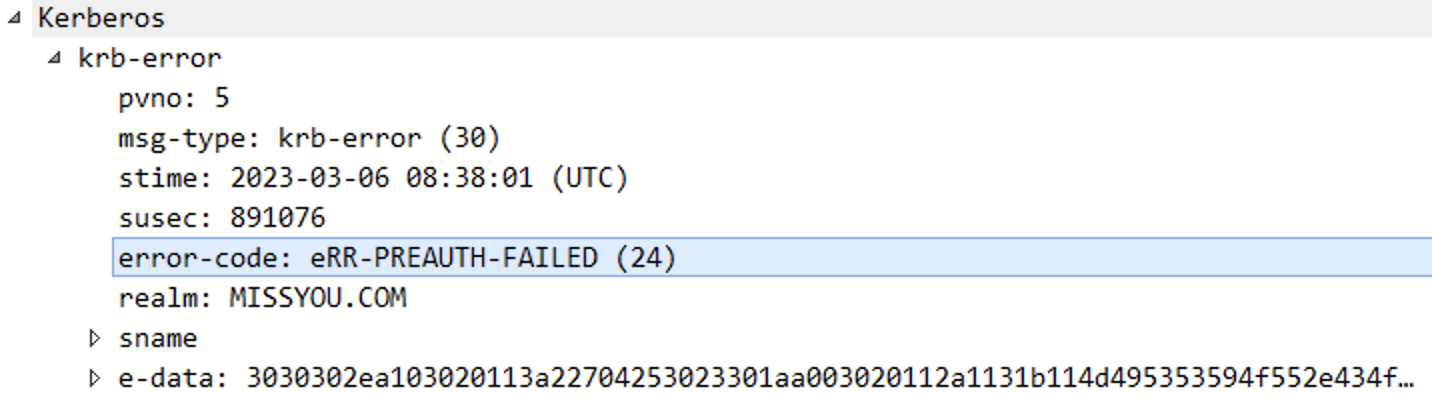 Kerberos
krb-error
pvno: 5
msg-type: krb-error (30)
stime: 2023-03-06 08:38:01 (UTC)
susec: 891076
error-code: eRR-PREAUTH-FAILED (24)
realm: MISSYOU.COM
sname
e-data: 3030302ea103020113a22704253023301aa003020112a1131b114d495353594f552e434f…